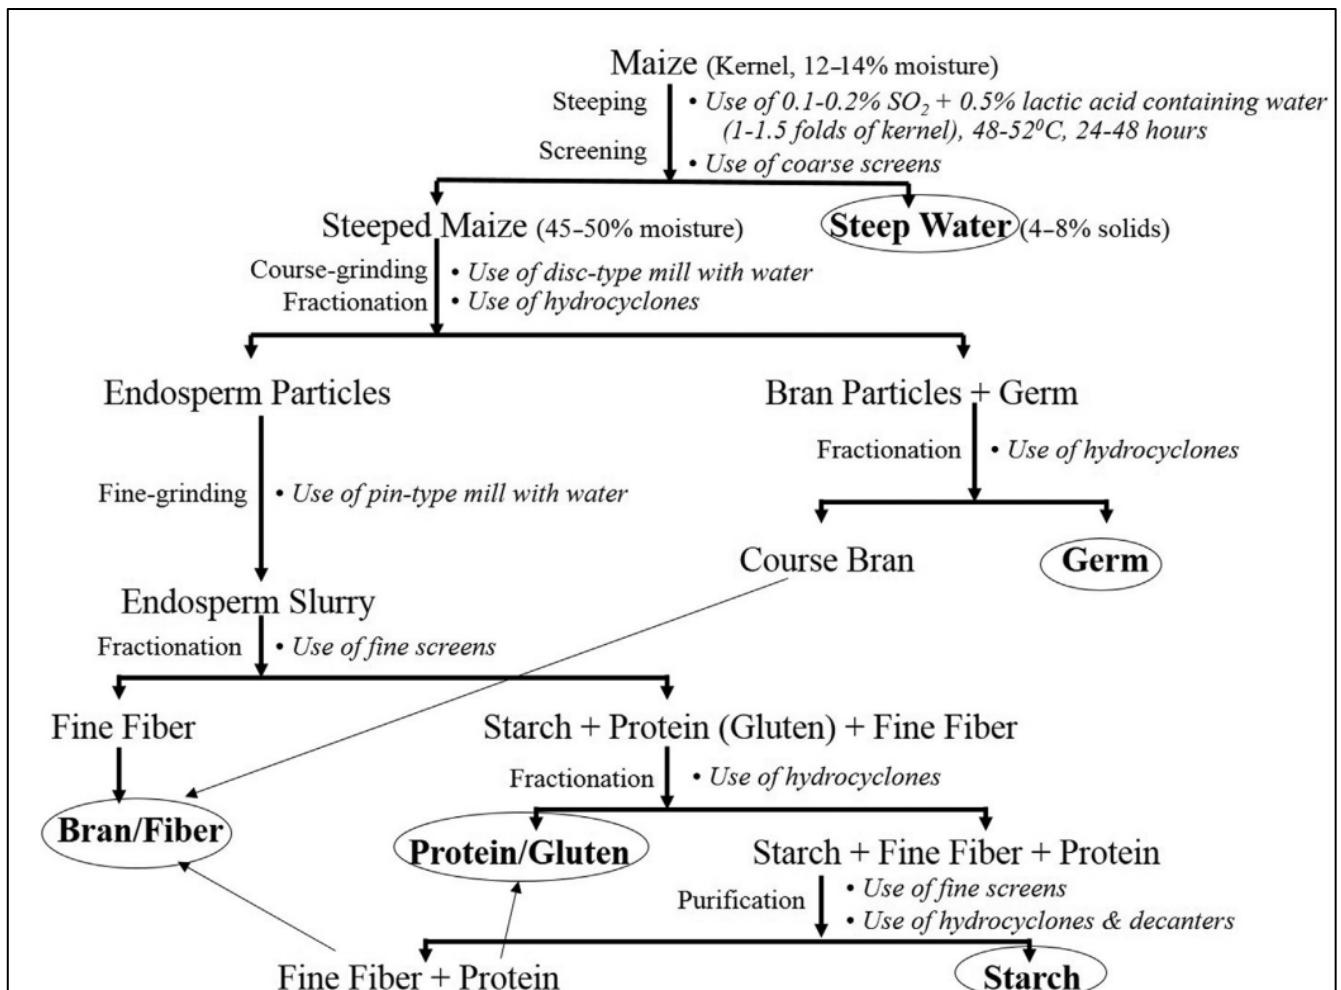 Maize (Kernel, 12–14% moisture)
Steeping
• Use of 0.1-0.2% SO₂ + 0.5% lactic acid containing water
(1-1.5 folds of kernel), 48-52⁰C, 24-48 hours
Screening
• Use of coarse screens
Steeped Maize (45–50% moisture)
Steep Water (4–8% solids)
Course-grinding
• Use of disc-type mill with water
Fractionation
• Use of hydrocyclones
Endosperm Particles
Bran Particles + Germ
Fractionation
• Use of hydrocyclones
Fine-grinding
• Use of pin-type mill with water
Course Bran
Germ
Endosperm Slurry
Fractionation
• Use of fine screens
Fine Fiber
Starch + Protein (Gluten) + Fine Fiber
Fractionation
• Use of hydrocyclones
Bran/Fiber
Protein/Gluten
Starch + Fine Fiber + Protein
Purification
• Use of fine screens
• Use of hydrocyclones & decanters
Fine Fiber + Protein
Starch